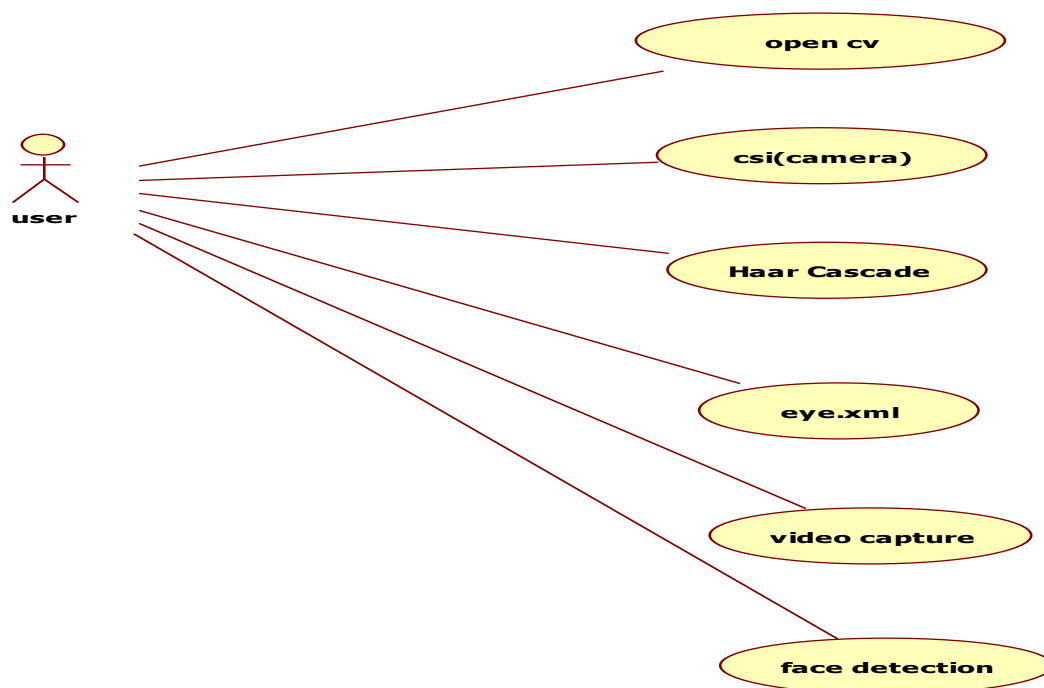 open cv
csi(camera)
user
Haar Cascade
eye.xml
video capture
face detection